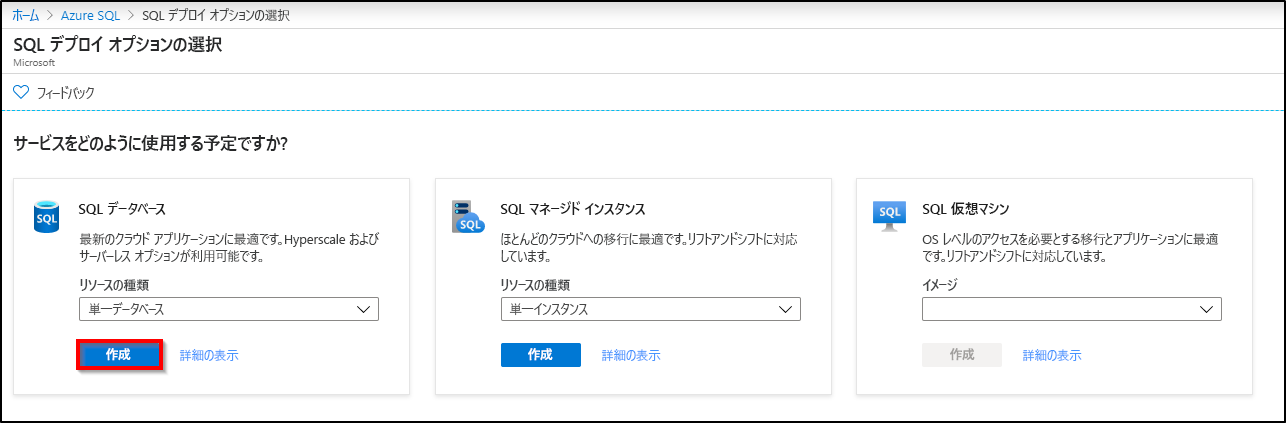 ホーム > Azure SQL > SQL デプロイ オプションの選択
SQL デプロイ オプションの選択
Microsoft
フィードバック
サービスをどのように使用する予定ですか?
SQL
SQL データベース
最新のクラウド アプリケーションに最適です。Hyperscale および
サーバーレス オプションが利用可能です。
リソースの種類
単一データベース
作成 詳細の表示
SQL
SQL マネージド インスタンス
ほとんどのクラウドへの移行に最適です。リフトアンドシフトに対応
しています。
リソースの種類
単一インスタンス
作成 詳細の表示
SQL
SQL 仮想マシン
OS レベルのアクセスを必要とする移行とアプリケーションに最適
です。リフトアンドシフトに対応しています。
イメージ
作成 詳細の表示